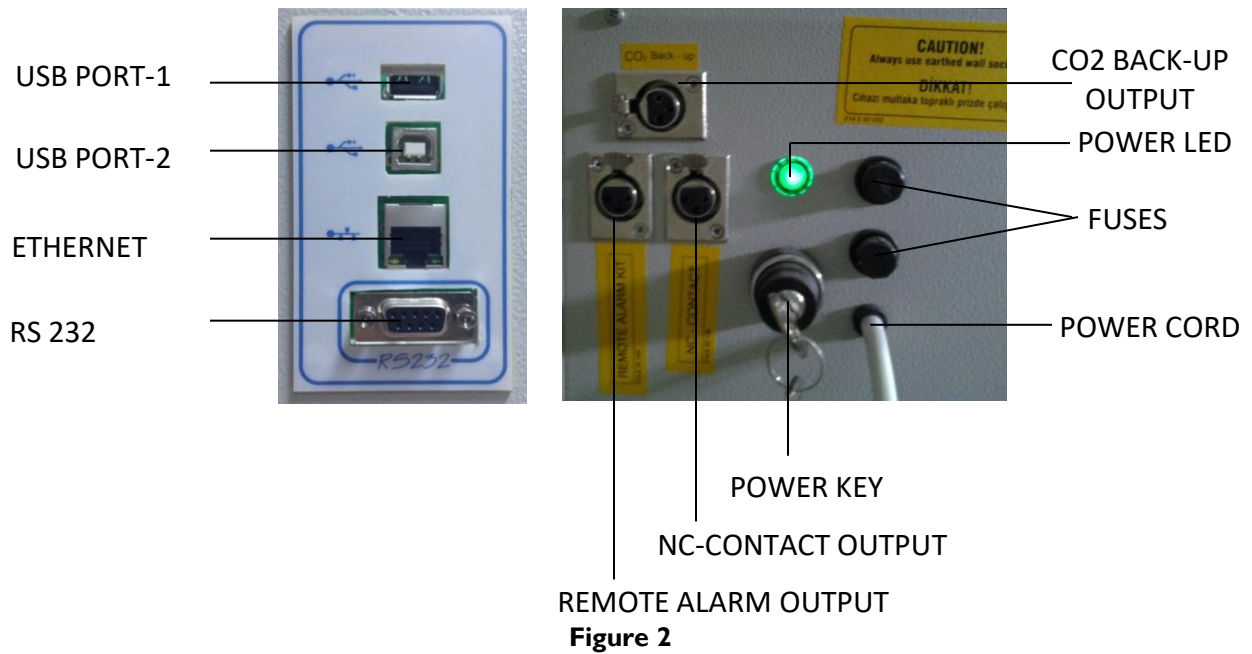 USB PORT-1
USB PORT-2
ETHERNET
RS 232
RS232
CO₂ Back-up
CAUTION!
Always use earthed wall
DİKKAT!
Cihazı mutlaka topraklı prizde
REMOTE ALARM KIT
NC-CONTACT
CO2 BACK-UP
OUTPUT
POWER LED
FUSES
POWER CORD
POWER KEY
NC-CONTACT OUTPUT
REMOTE ALARM OUTPUT
Figure 2